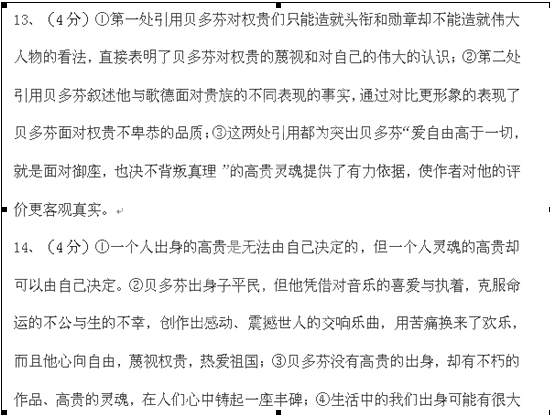 13、（4 分）①第一处引用贝多芬对权贵们只能造就头衔和勋章却不能造就伟大
人物的看法，直接表明了贝多芬对权贵的蔑视和对自己的伟大的认识；②第二处
引用贝多芬叙述他与歌德面对贵族的不同表现的事实，通过对比更形象的表现了
贝多芬面对权贵不卑恭的品质；③这两处引用都为突出贝多芬“爱自由高于一切，
就是面对御座，也决不背叛真理 ”的高贵灵魂提供了有力依据，使作者对他的评
价更客观真实。
14、（4 分）①一个人出身的高贵是无法由自己决定的，但一个人灵魂的高贵却
可以由自己决定。②贝多芬出身子平民，但他凭借对音乐的喜爱与执着，克服命
运的不公与生的不幸，创作出感动、震撼世人的交响乐曲，用苦痛换来了欢乐，
而且他心向自由，蔑视权贵，热爱祖国；③贝多芬没有高贵的出身，却有不朽的
作品、高贵的灵魂，在人们心中铸起一座丰碑；④生活中的我们出身可能有很大